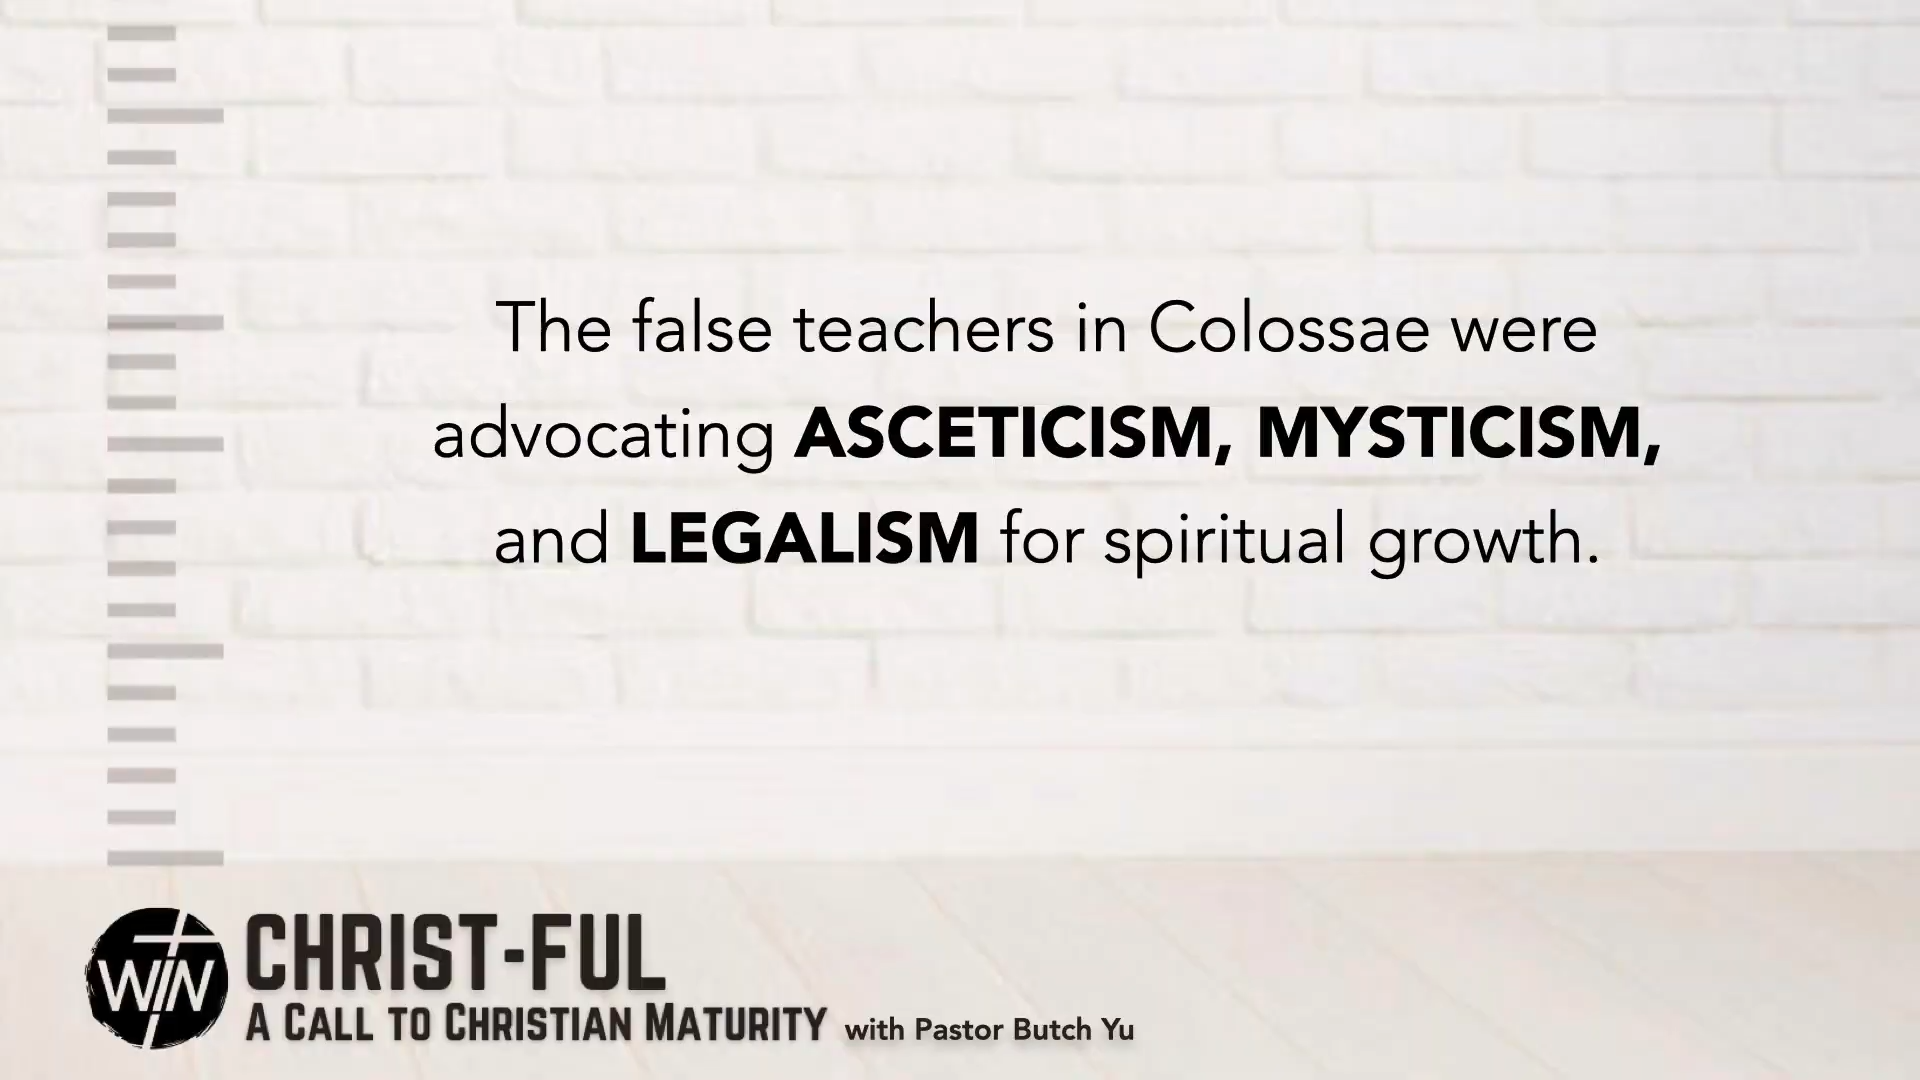 The false teachers in Colossae were
advocating ASCETICISM, MYSTICISM,
and LEGALISM for spiritual growth.
WIN
CHRIST-FUL
A CALL TO CHRISTIAN MATURITY with Pastor Butch Yu